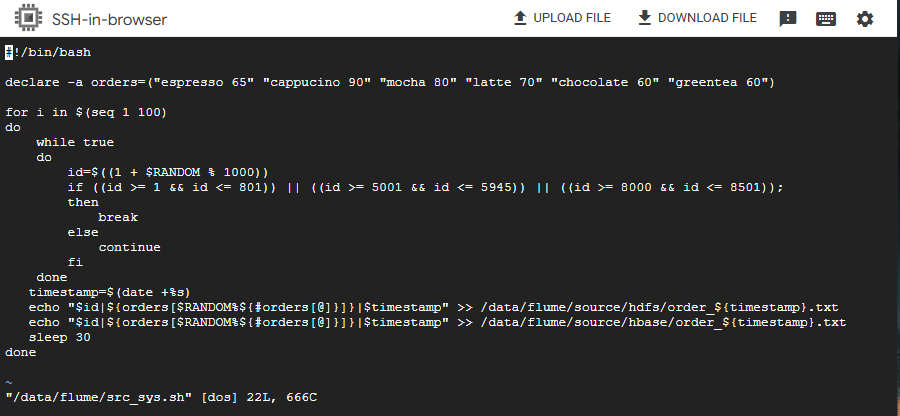 SSH-in-browser
UPLOAD FILE
DOWNLOAD FILE
#!/bin/bash
declare -a orders=("espresso 65" "cappucino 90" "mocha 80" "latte 70" "chocolate 60" "greentea 60")
for i in $(seq 1 100)
do
    while true
    do
        id=$((1 + $RANDOM % 1000))
        if ((id >= 1 && id <= 801)) || ((id >= 5001 && id <= 5945)) || ((id >= 8000 && id <= 8501));
        then
            break
        else
            continue
        fi
    done
   timestamp=$(date +%s)
   echo "$id|${orders[$RANDOM%${#orders[@]}]}|$timestamp" >> /data/flume/source/hdfs/order_${timestamp}.txt
   echo "$id|${orders[$RANDOM%${#orders[@]}]}|$timestamp" >> /data/flume/source/hbase/order_${timestamp}.txt
   sleep 30
done
~
"/data/flume/src_sys.sh" [dos] 22L, 666C